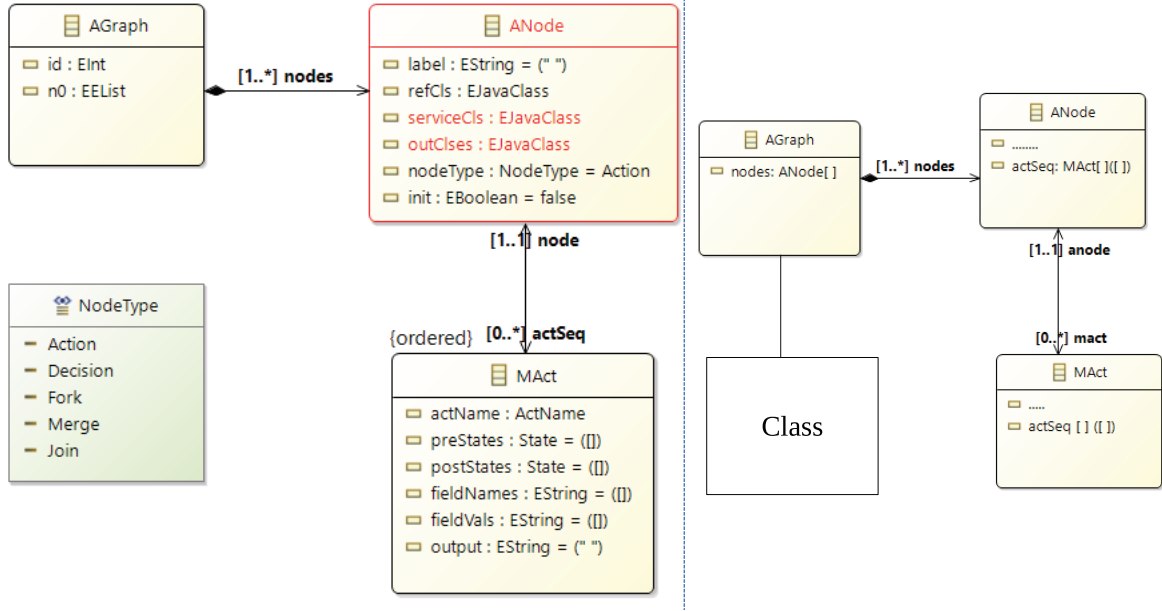 AGraph
id : EInt
n0 : EEList
[1..*] nodes
ANode
label : EString = (" ")
refCls : EJavaClass
serviceCls : EJavaClass
outClses : EJavaClass
nodeType : NodeType = Action
init : EBoolean = false
[1..1] node
{ordered}
[0..*] actSeq
NodeType
Action
Decision
Fork
Merge
Join
MAct
actName : ActName
preStates : State = ([])
postStates : State = ([])
fieldNames : EString = ([])
fieldVals : EString = ([])
output : EString = (" ")
AGraph
nodes: ANode[ ]
[1..*] nodes
ANode
........
actSeq: MAct[ ]([ ])
[1..1] anode
[0..*] mact
MAct
.....
actSeq [ ] ([ ])
Class